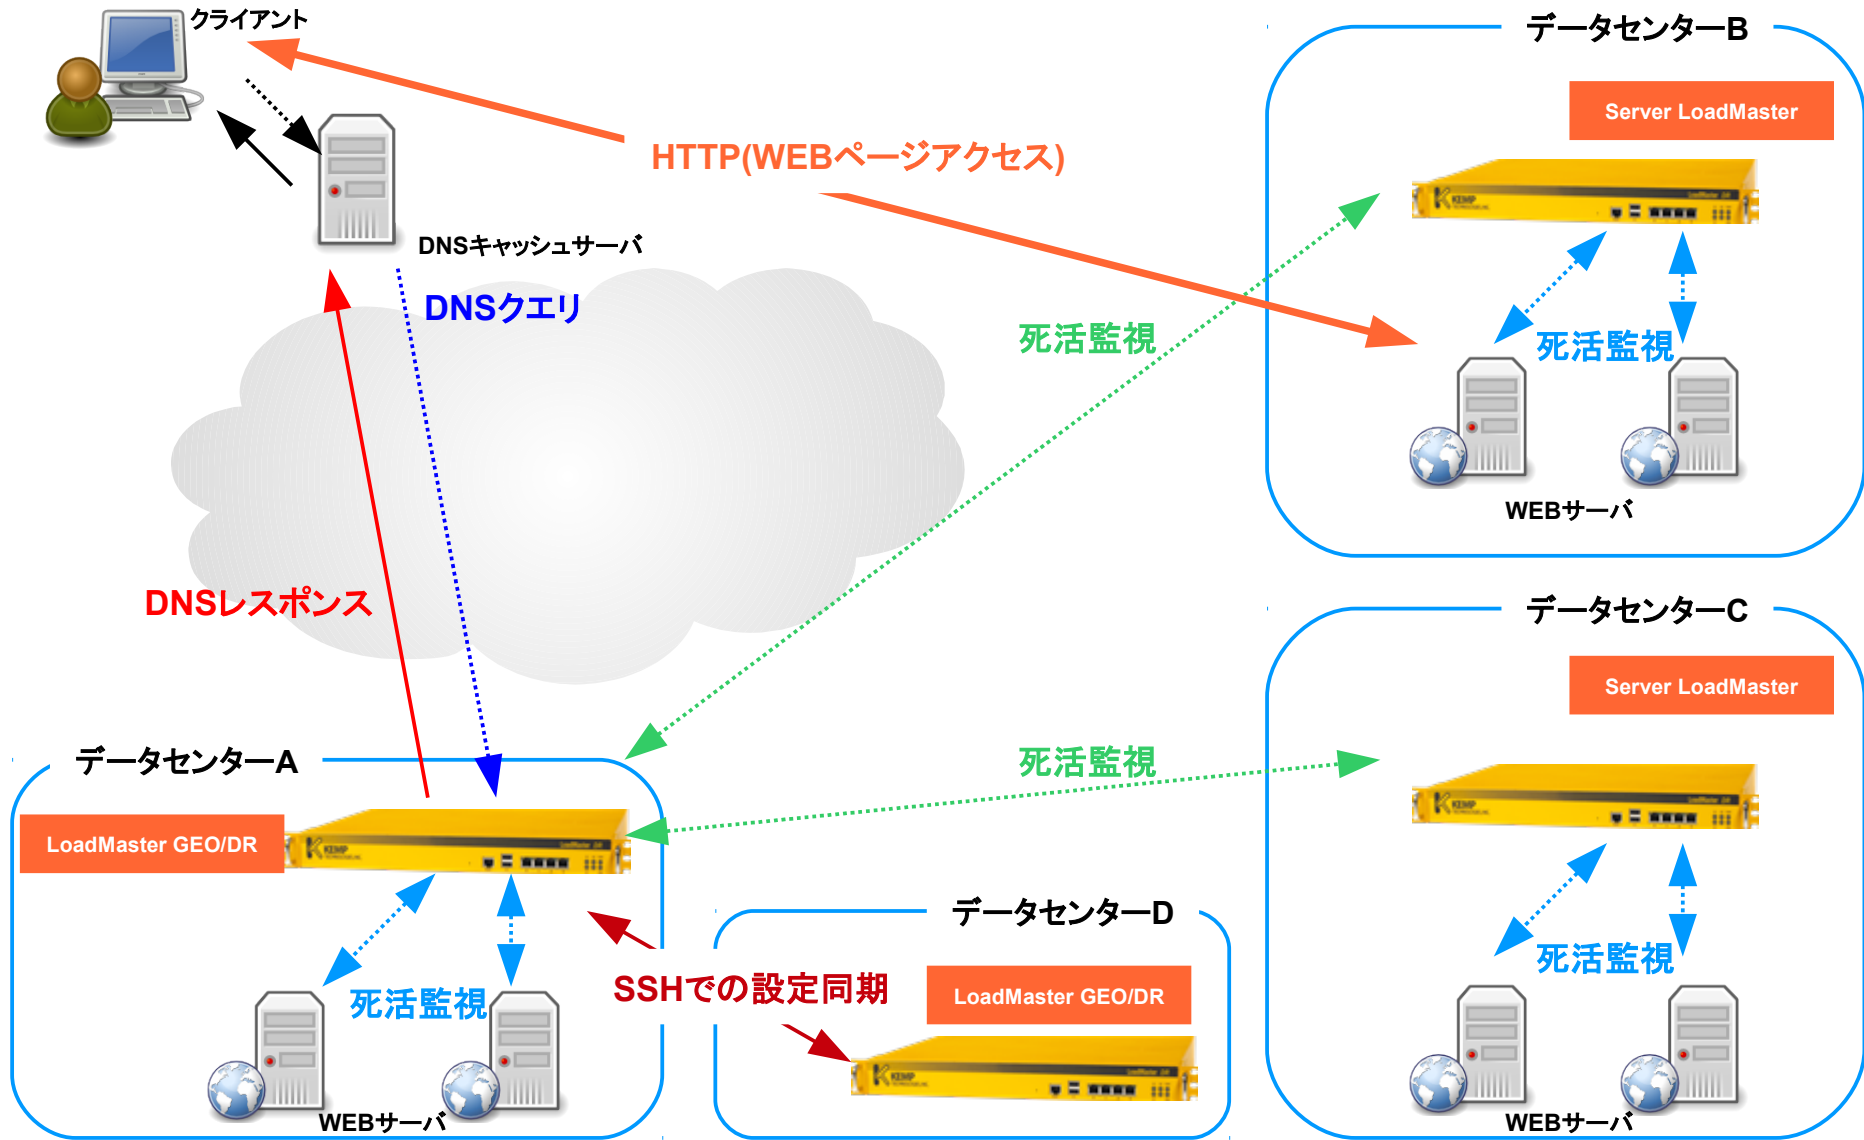 クライアント
データセンターB
Server LoadMaster
HTTP(WEBページアクセス)
KEMP
DNSキャッシュサーバ
DNSクエリ
死活監視
死活監視
WEBサーバ
DNSレスポンス
データセンターC
Server LoadMaster
データセンターA
死活監視
KEMP
LoadMaster GEO/DR
KEMP
データセンターD
死活監視
SSHでの設定同期
LoadMaster GEO/DR
死活監視
KEMP
WEBサーバ
WEBサーバ